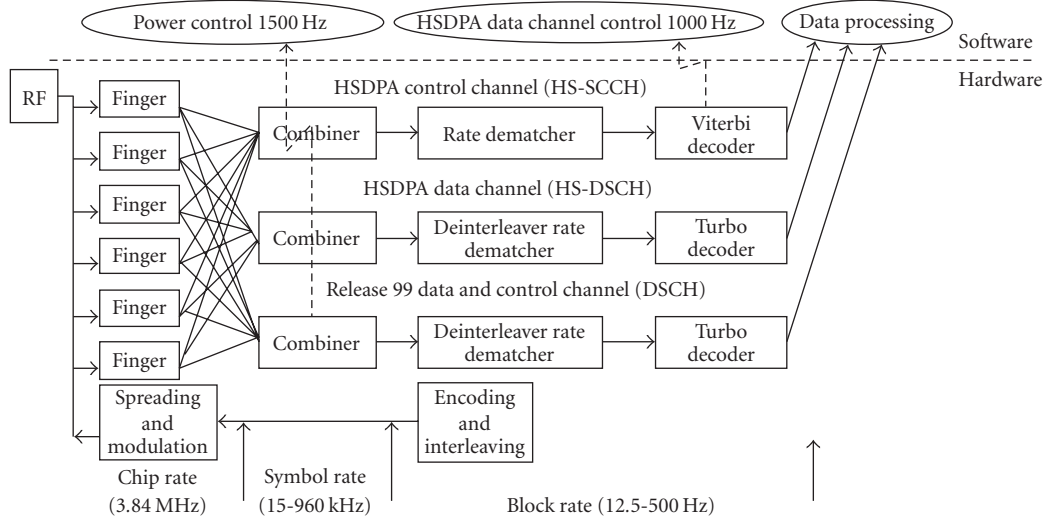 Power control 1500 Hz
HSDPA data channel control 1000 Hz
Data processing
Software
Hardware
RF
Finger
Finger
Finger
Finger
Finger
Finger
HSDPA control channel (HS-SCCH)
Combiner
Rate dematcher
Viterbi
decoder
HSDPA data channel (HS-DSCH)
Combiner
Deinterleaver rate
dematcher
Turbo
decoder
Release 99 data and control channel (DSCH)
Combiner
Deinterleaver rate
dematcher
Turbo
decoder
Spreading
and
modulation
Encoding
and
interleaving
Chip rate
(3.84 MHz)
Symbol rate
(15-960 kHz)
Block rate (12.5-500 Hz)